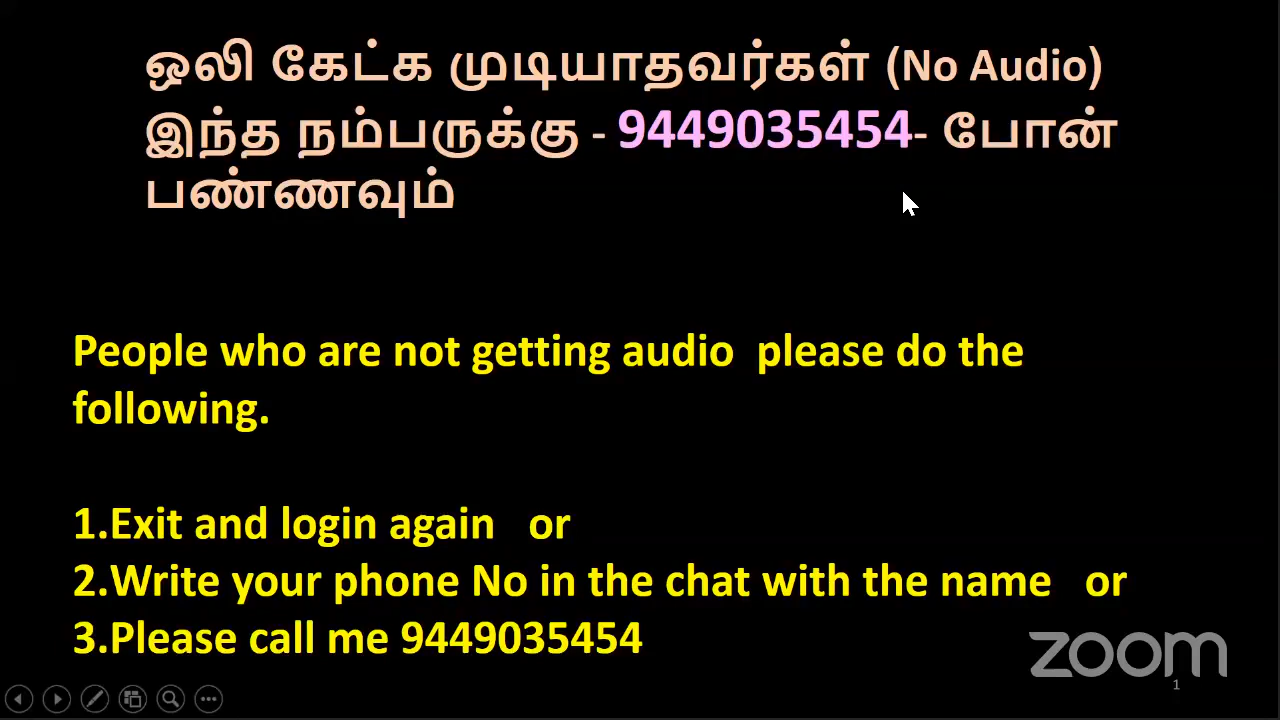 ஒலி கேட்க முடியாதவர்கள் (No Audio)
இந்த நம்பருக்கு - 9449035454- போன்
பண்ணவும்
People who are not getting audio  please do the
following.
1.Exit and login again   or
2.Write your phone No in the chat with the name   or
3.Please call me 9449035454
zoom
1